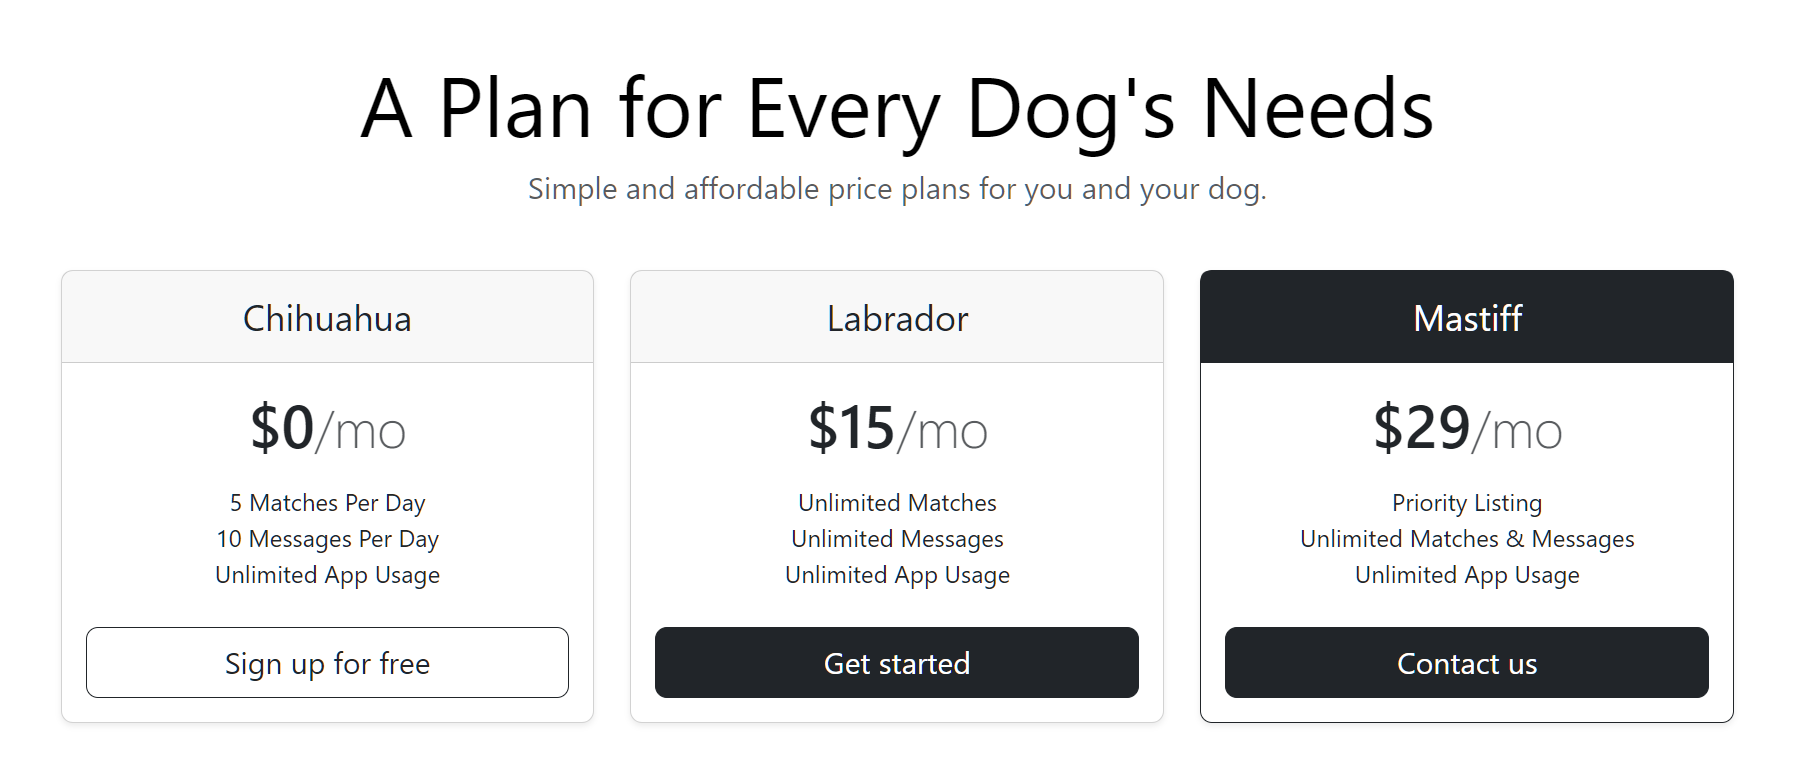 A Plan for Every Dog's Needs
Simple and affordable price plans for you and your dog.
Chihuahua
$0/mo
5 Matches Per Day
10 Messages Per Day
Unlimited App Usage
Sign up for free
Labrador
$15/mo
Unlimited Matches
Unlimited Messages
Unlimited App Usage
Get started
Mastiff
$29/mo
Priority Listing
Unlimited Matches & Messages
Unlimited App Usage
Contact us